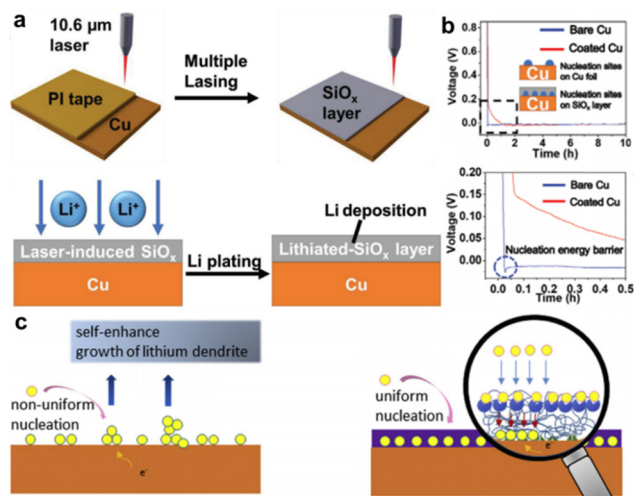 a
10.6 μm
laser
Multiple
Lasing
PI tape
Cu
SiOx
layer
Li+
Li+
Laser-induced SiOx
Cu
Li plating
Li deposition
Lithiated-SiOx layer
Cu
b
Voltage (V)
0.8
0.6
0.4
0.2
0.0
Bare Cu
Coated Cu
Cu
Nucleation sites
on Cu foil
Cu
Nucleation sites
on SiOx layer
0 2 4 6 8 10
Time (h)
Voltage (V)
0.20
0.15
0.10
0.05
0.00
Bare Cu
Coated Cu
Nucleation energy
barrier
0.0 0.1 0.2 0.3 0.4 0.5
Time (h)
c
self-enhance
growth of lithium dendrite
non-uniform
nucleation
e-
uniform
nucleation
e-